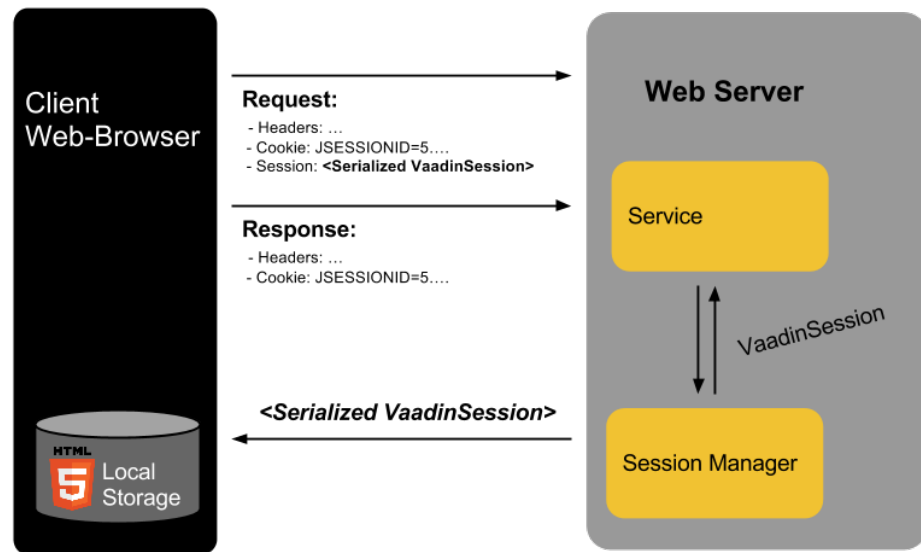 Client
Web-Browser
Request:
- Headers: ...
- Cookie: JSESSIONID=5....
- Session: <Serialized VaadinSession>
Response:
- Headers: ...
- Cookie: JSESSIONID=5....
<Serialized VaadinSession>
HTML
5
Local
Storage
Web Server
Service
VaadinSession
Session Manager